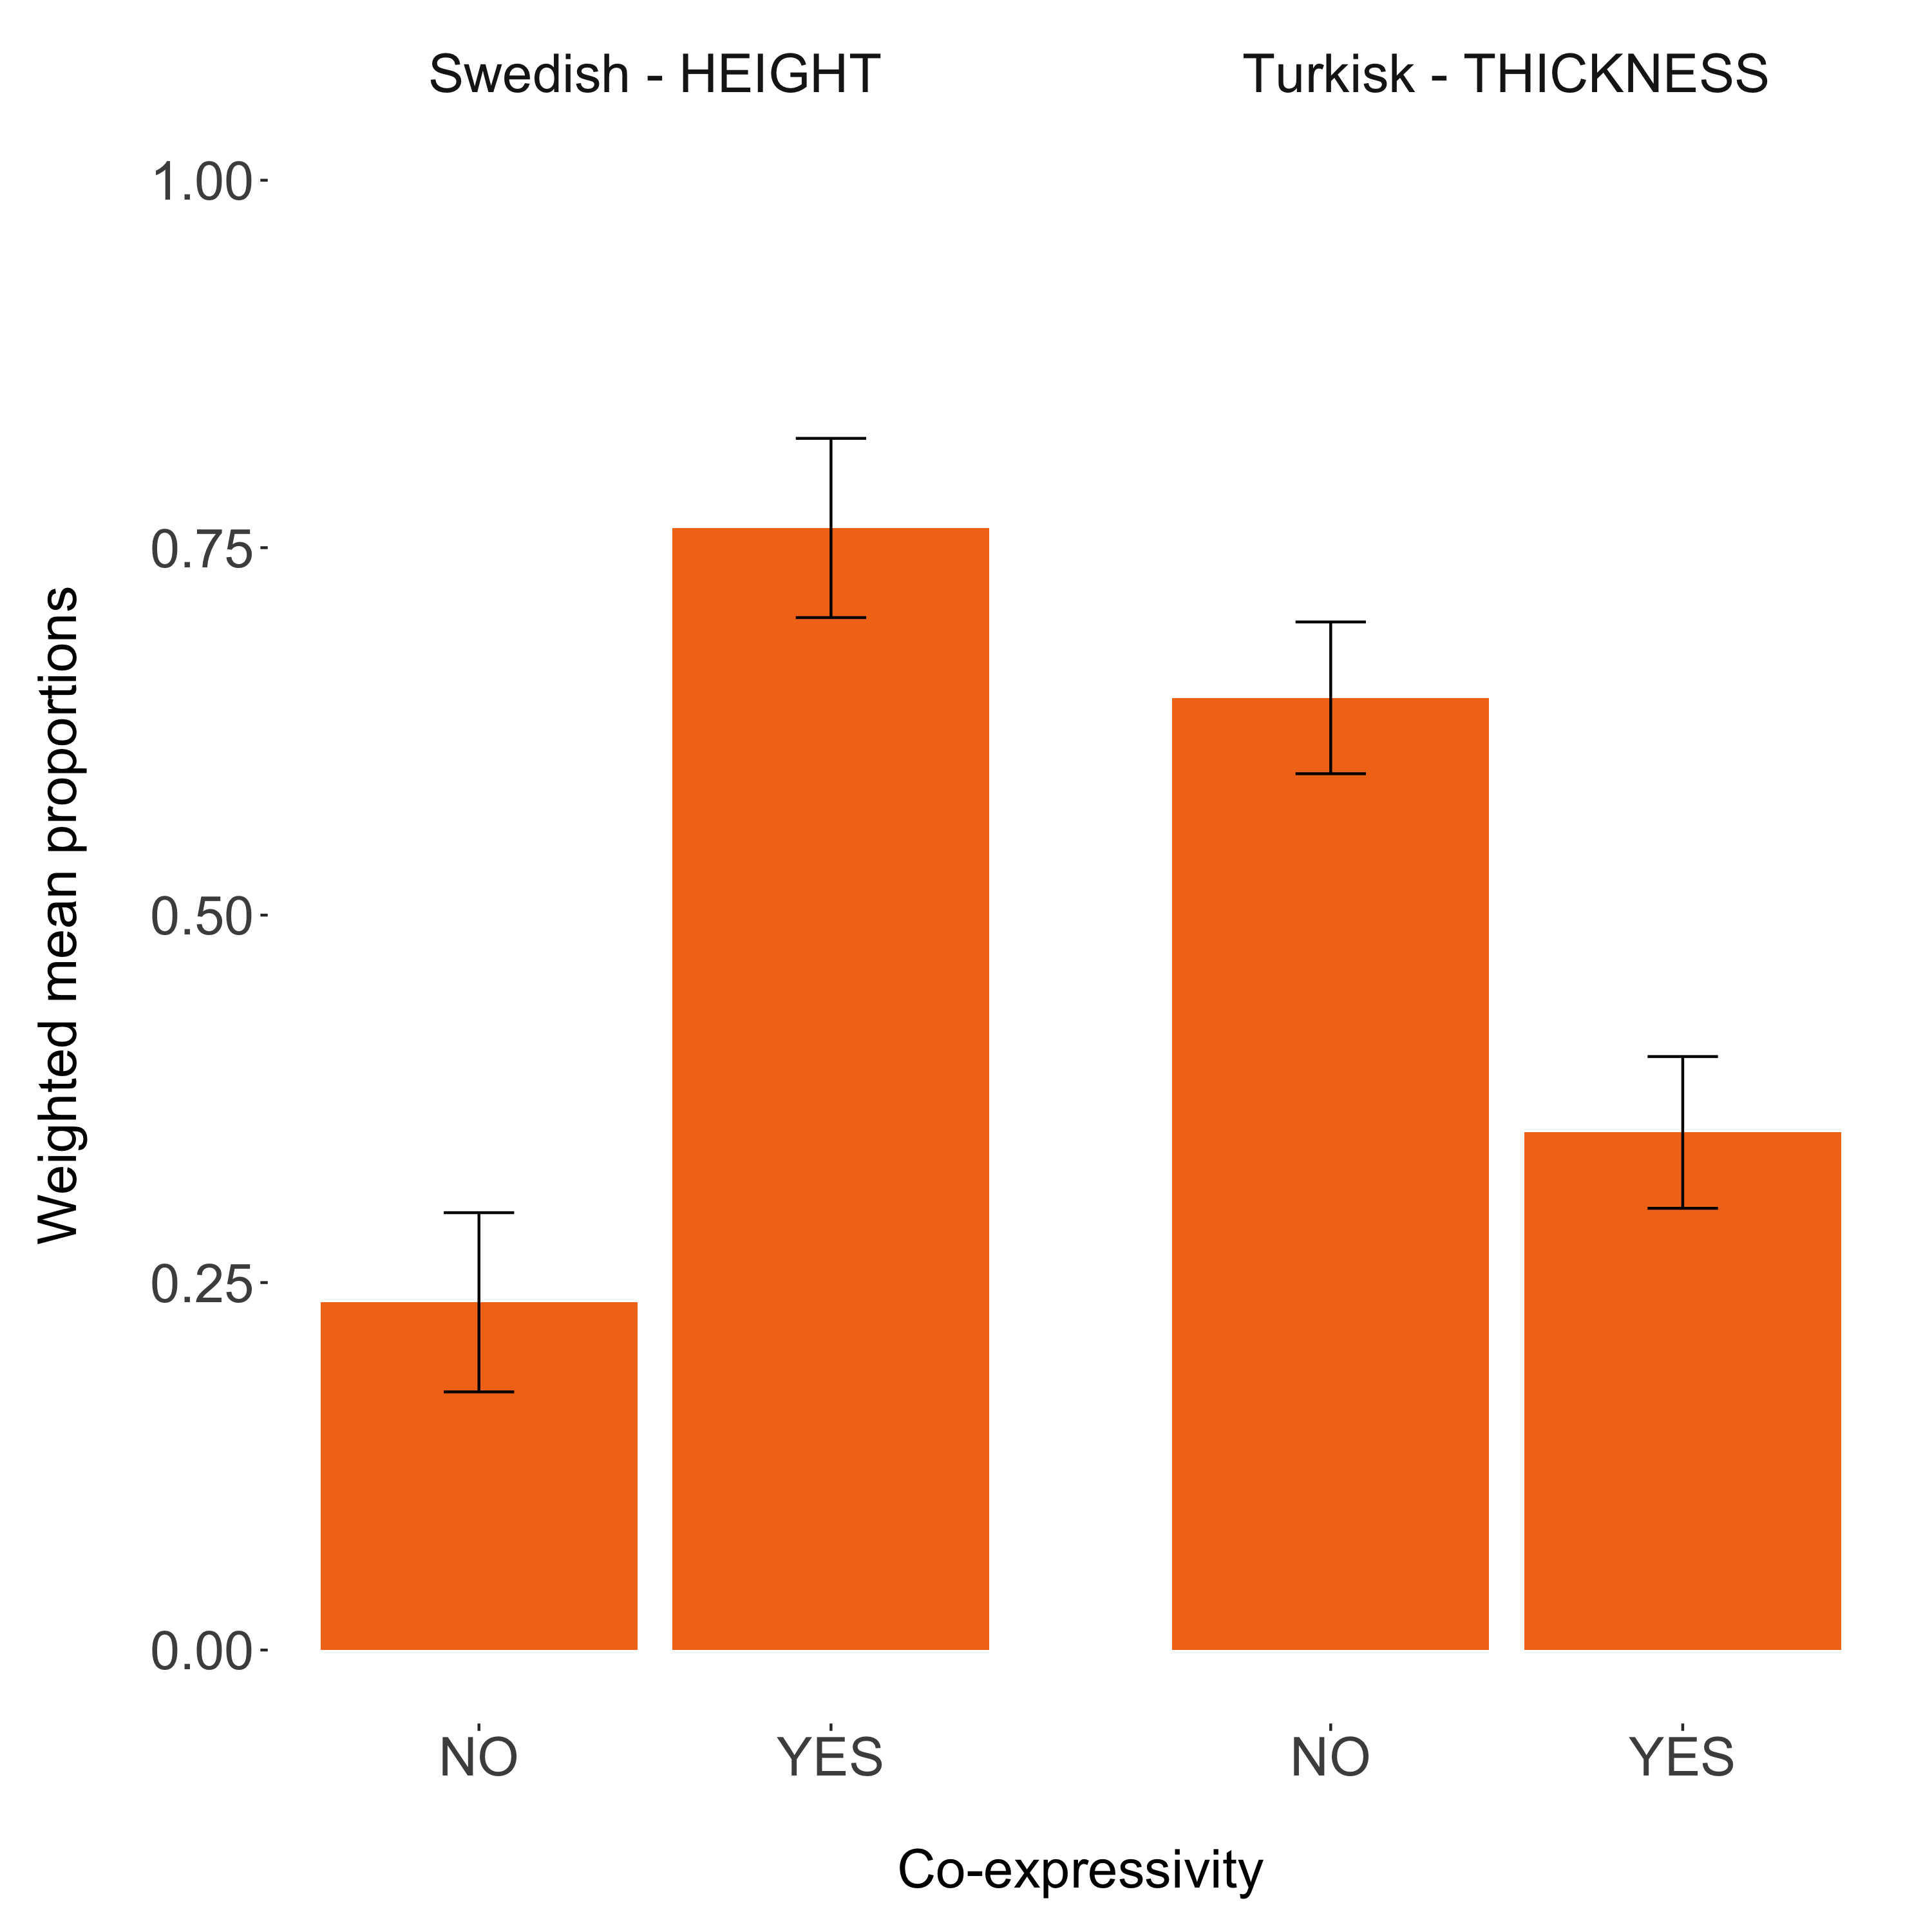 Swedish - HEIGHT
Turkisk - THICKNESS
Weighted mean proportions
1.00
0.75
0.50
0.25
0.00
NO YES NO YES
Co-expressivity